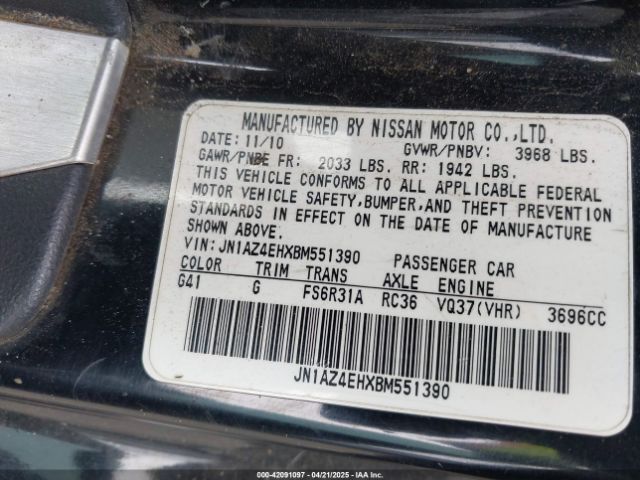 MANUFACTURED BY NISSAN MOTOR CO.,LTD.
DATE: 11/10 GVWR/PNBV: 3968 LBS.
GAWR/PNBE FR: 2033 LBS. RR: 1942 LBS.
THIS VEHICLE CONFORMS TO ALL APPLICABLE FEDERAL
MOTOR VEHICLE SAFETY,BUMPER,AND THEFT PREVENTION
STANDARDS IN EFFECT ON THE DATE OF MANUFACTURE
SHOWN ABOVE.
VIN: JN1AZ4EHXBM551390 PASSENGER CAR
COLOR TRIM TRANS AXLE ENGINE
G41 G FS6R31A RC36 VQ37(VHR) 3696CC
JN1AZ4EHXBM551390
000-42091097 - 04/21/2025 - IAAI.COM